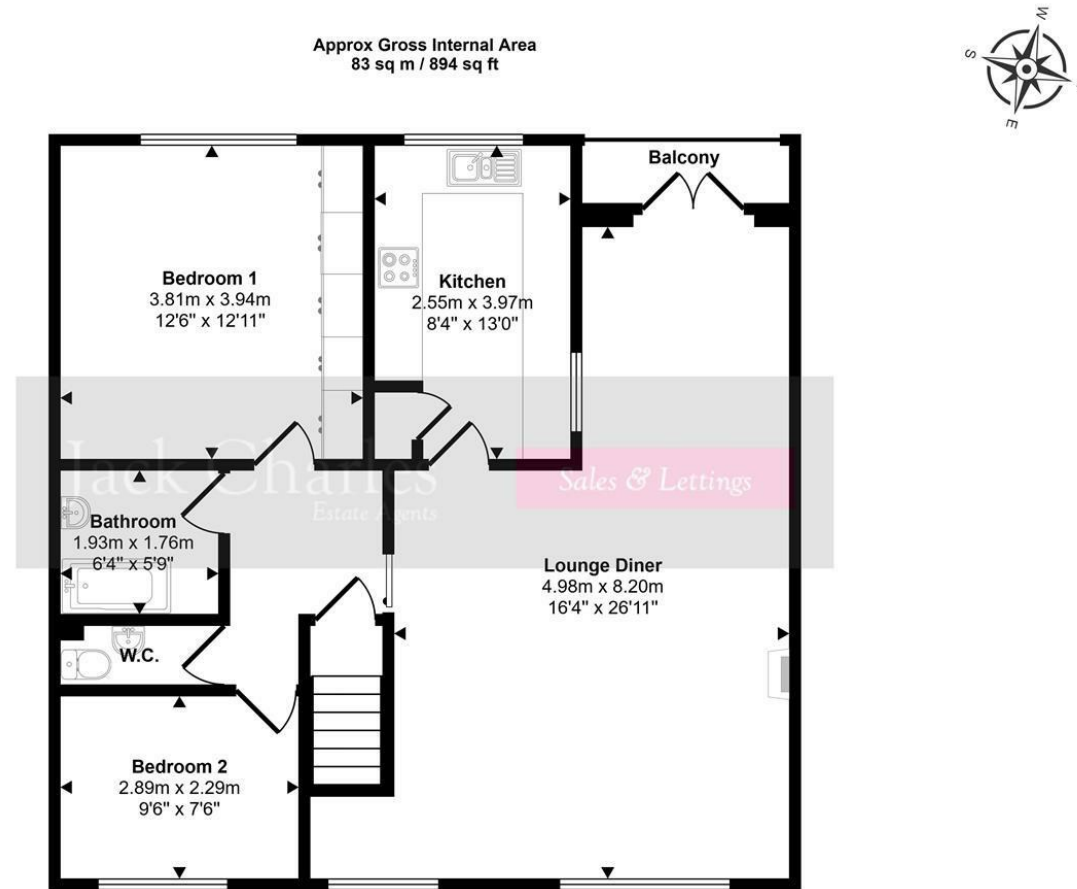 Approx Gross Internal Area
83 sq m / 894 sq ft
W
S
E
Balcony
Bedroom 1
3.81m x 3.94m
12'6" x 12'11"
Kitchen
2.55m x 3.97m
8'4" x 13'0"
Jack Charles
Estate Agents
Sales & Lettings
Bathroom
1.93m x 1.76m
6'4" x 5'9"
Lounge Diner
4.98m x 8.20m
16'4" x 26'11"
W.C.
Bedroom 2
2.89m x 2.29m
9'6" x 7'6"